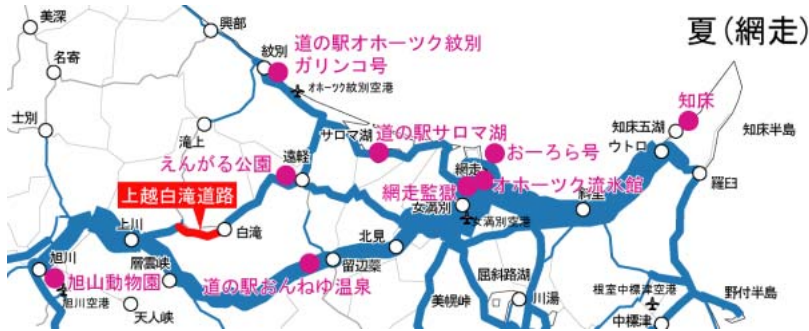 夏(網走)
美深
興部
名寄
紋別
道の駅オホーツク紋別
ガリンコ号
オホーツク紋別空港
知床
士別
滝上
サロマ湖
道の駅サロマ湖
知床五湖
ウトロ
知床半島
えんがる公園
遠軽
網走
おーろら号
羅臼
上越白滝道路
網走監獄
オホーツク流氷館
女満別
女満別空港
斜里
上川
白滝
北見
旭川
層雲峡
留辺蘂
屈斜路湖
旭山動物園
旭川空港
道の駅おんねゆ温泉
美幌峠
川湯
根室中標津空港
野付半島
天人峡
中標津